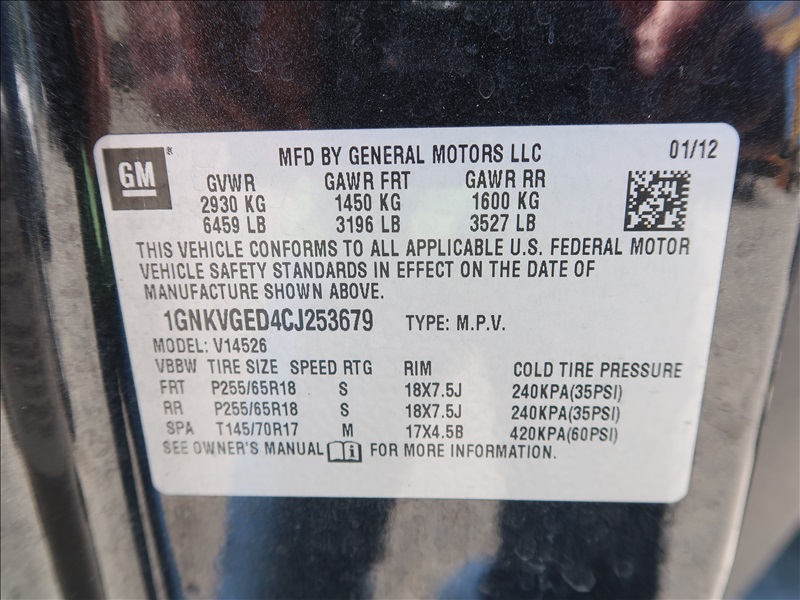 GM® MFD BY GENERAL MOTORS LLC 01/12
GVWR GAWR FRT GAWR RR
2930 KG 1450 KG 1600 KG
6459 LB 3196 LB 3527 LB
THIS VEHICLE CONFORMS TO ALL APPLICABLE U.S. FEDERAL MOTOR
VEHICLE SAFETY STANDARDS IN EFFECT ON THE DATE OF
MANUFACTURE SHOWN ABOVE.
1GNKVGED4CJ253679 TYPE: M.P.V.
MODEL: V14526
VBBW TIRE SIZE SPEED RTG RIM COLD TIRE PRESSURE
FRT P255/65R18 S 18X7.5J 240KPA(35PSI)
RR P255/65R18 S 18X7.5J 240KPA(35PSI)
SPA T145/70R17 M 17X4.5B 420KPA(60PSI)
SEE OWNER'S MANUAL i FOR MORE INFORMATION.